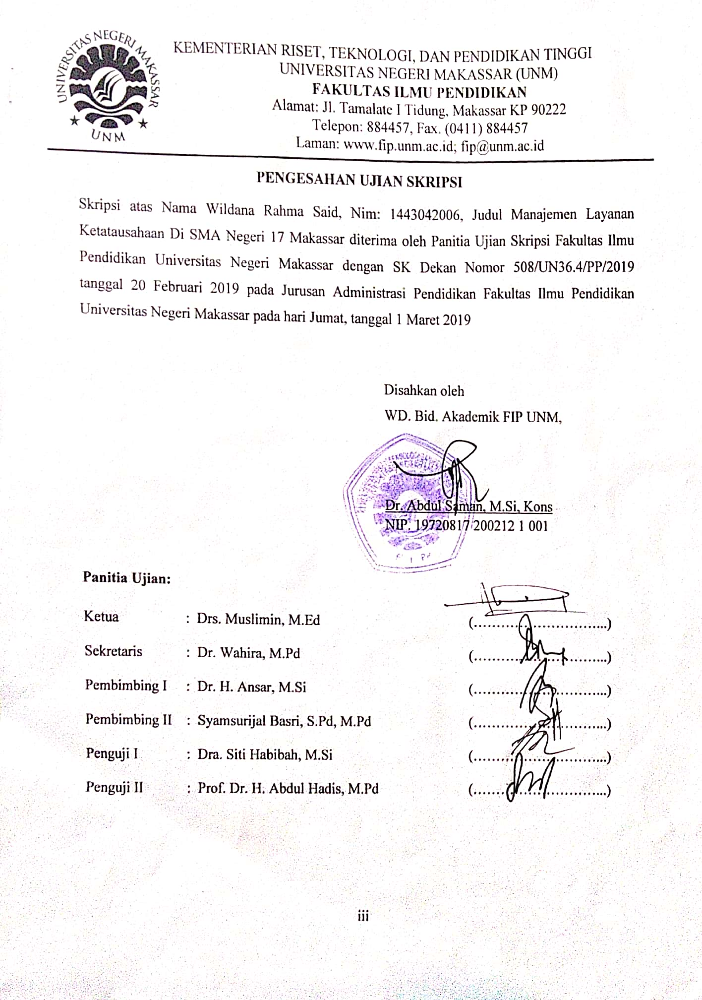 UNIVERSITAS NEGERI MAKASSAR
UNM
KEMENTERIAN RISET, TEKNOLOGI, DAN PENDIDIKAN TINGGI
UNIVERSITAS NEGERI MAKASSAR (UNM)
FAKULTAS ILMU PENDIDIKAN
Alamat: Jl. Tamalate I Tidung, Makassar KP 90222
Telepon: 884457, Fax. (0411) 884457
Laman: www.fip.unm.ac.id; fip@unm.ac.id
PENGESAHAN UJIAN SKRIPSI
Skripsi atas Nama Wildana Rahma Said, Nim: 1443042006, Judul Manajemen Layanan
Ketatausahaan Di SMA Negeri 17 Makassar diterima oleh Panitia Ujian Skripsi Fakultas Ilmu
Pendidikan Universitas Negeri Makassar dengan SK Dekan Nomor 508/UN36.4/PP/2019
tanggal 20 Februari 2019 pada Jurusan Administrasi Pendidikan Fakultas Ilmu Pendidikan
Universitas Negeri Makassar pada hari Jumat, tanggal 1 Maret 2019
Disahkan oleh
WD. Bid. Akademik FIP UNM,
Dr. Abdul Saman, M.Si, Kons
NIP. 19720817 200212 1 001
Panitia Ujian:
Ketua : Drs. Muslimin, M.Ed (....................................)
Sekretaris : Dr. Wahira, M.Pd (....................................)
Pembimbing I : Dr. H. Ansar, M.Si (....................................)
Pembimbing II : Syamsurijal Basri, S.Pd, M.Pd (....................................)
Penguji I : Dra. Siti Habibah, M.Si (....................................)
Penguji II : Prof. Dr. H. Abdul Hadis, M.Pd (....................................)
iii